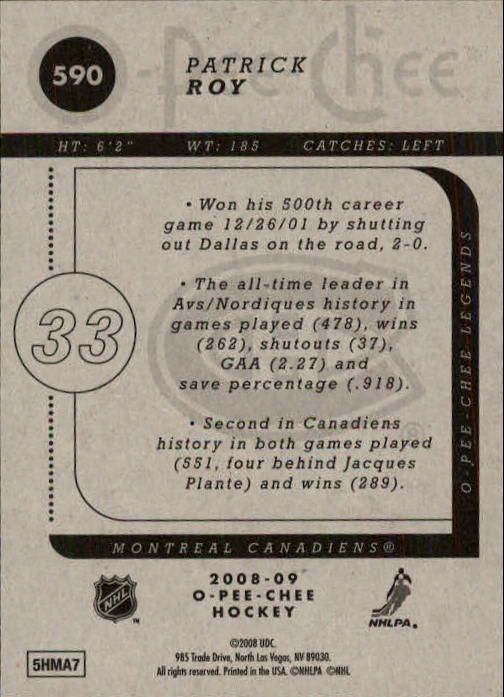 O-Pee-Chee
590
PATRICK
ROY
HT: 6'2" WT: 185 CATCHES: LEFT
• Won his 500th career
game 12/26/01 by shutting
out Dallas on the road, 2-0.
• The all-time leader in
Avs/Nordiques history in
games played (478), wins
(262), shutouts (37),
GAA (2.27) and
save percentage (.918).
• Second in Canadiens
history in both games played
(551, four behind Jacques
Plante) and wins (289).
33
O-PEE-CHEE-LEGENDS
MONTREAL CANADIENS®
NHL
™
2008-09
O-PEE-CHEE
HOCKEY
NHLPA.
©2008 UDC.
985 Trade Drive, North Las Vegas, NV 89030.
All rights reserved. Printed in the USA. ©NHLPA ©NHL
5HMA7